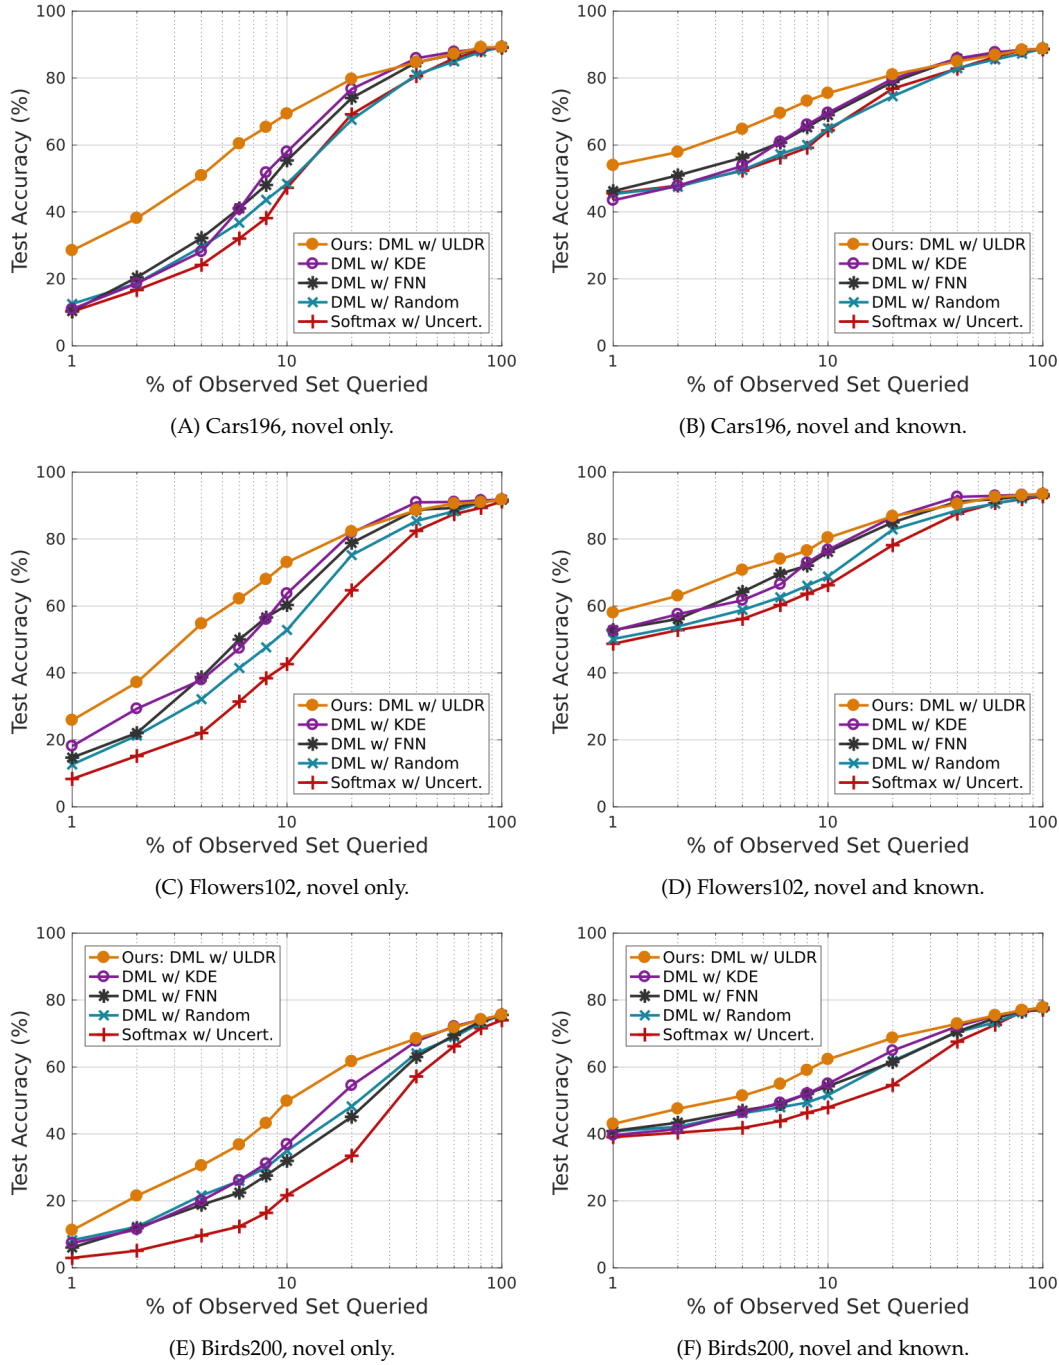 100
80
60
40
20
0
Test Accuracy (%)
Ours: DML w/ ULDR
DML w/ KDE
DML w/ FNN
DML w/ Random
Softmax w/ Uncert.
1
10
100
% of Observed Set Queried
(A) Cars196, novel only.
100
80
60
40
20
0
Test Accuracy (%)
Ours: DML w/ ULDR
DML w/ KDE
DML w/ FNN
DML w/ Random
Softmax w/ Uncert.
1
10
100
% of Observed Set Queried
(B) Cars196, novel and known.
100
80
60
40
20
0
Test Accuracy (%)
Ours: DML w/ ULDR
DML w/ KDE
DML w/ FNN
DML w/ Random
Softmax w/ Uncert.
1
10
100
% of Observed Set Queried
(C) Flowers102, novel only.
100
80
60
40
20
0
Test Accuracy (%)
Ours: DML w/ ULDR
DML w/ KDE
DML w/ FNN
DML w/ Random
Softmax w/ Uncert.
1
10
100
% of Observed Set Queried
(D) Flowers102, novel and known.
100
80
60
40
20
0
Test Accuracy (%)
Ours: DML w/ ULDR
DML w/ KDE
DML w/ FNN
DML w/ Random
Softmax w/ Uncert.
1
10
100
% of Observed Set Queried
(E) Birds200, novel only.
100
80
60
40
20
0
Test Accuracy (%)
Ours: DML w/ ULDR
DML w/ KDE
DML w/ FNN
DML w/ Random
Softmax w/ Uncert.
1
10
100
% of Observed Set Queried
(F) Birds200, novel and known.